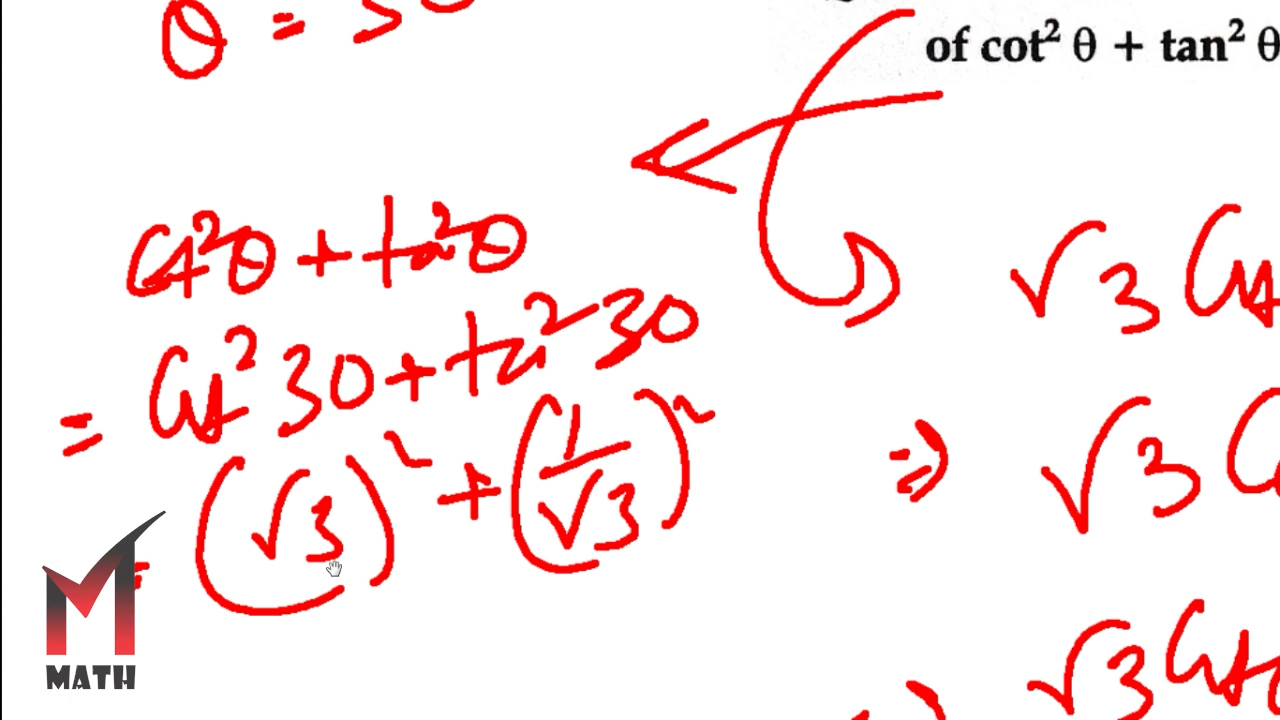 θ = 30
of cot² θ + tan² θ
cot²θ + tan²θ
= cot² 30 + tan² 30
= (√3)² + (1/√3)²
√3 cot
⇒ √3 c
√3 cot
MATH